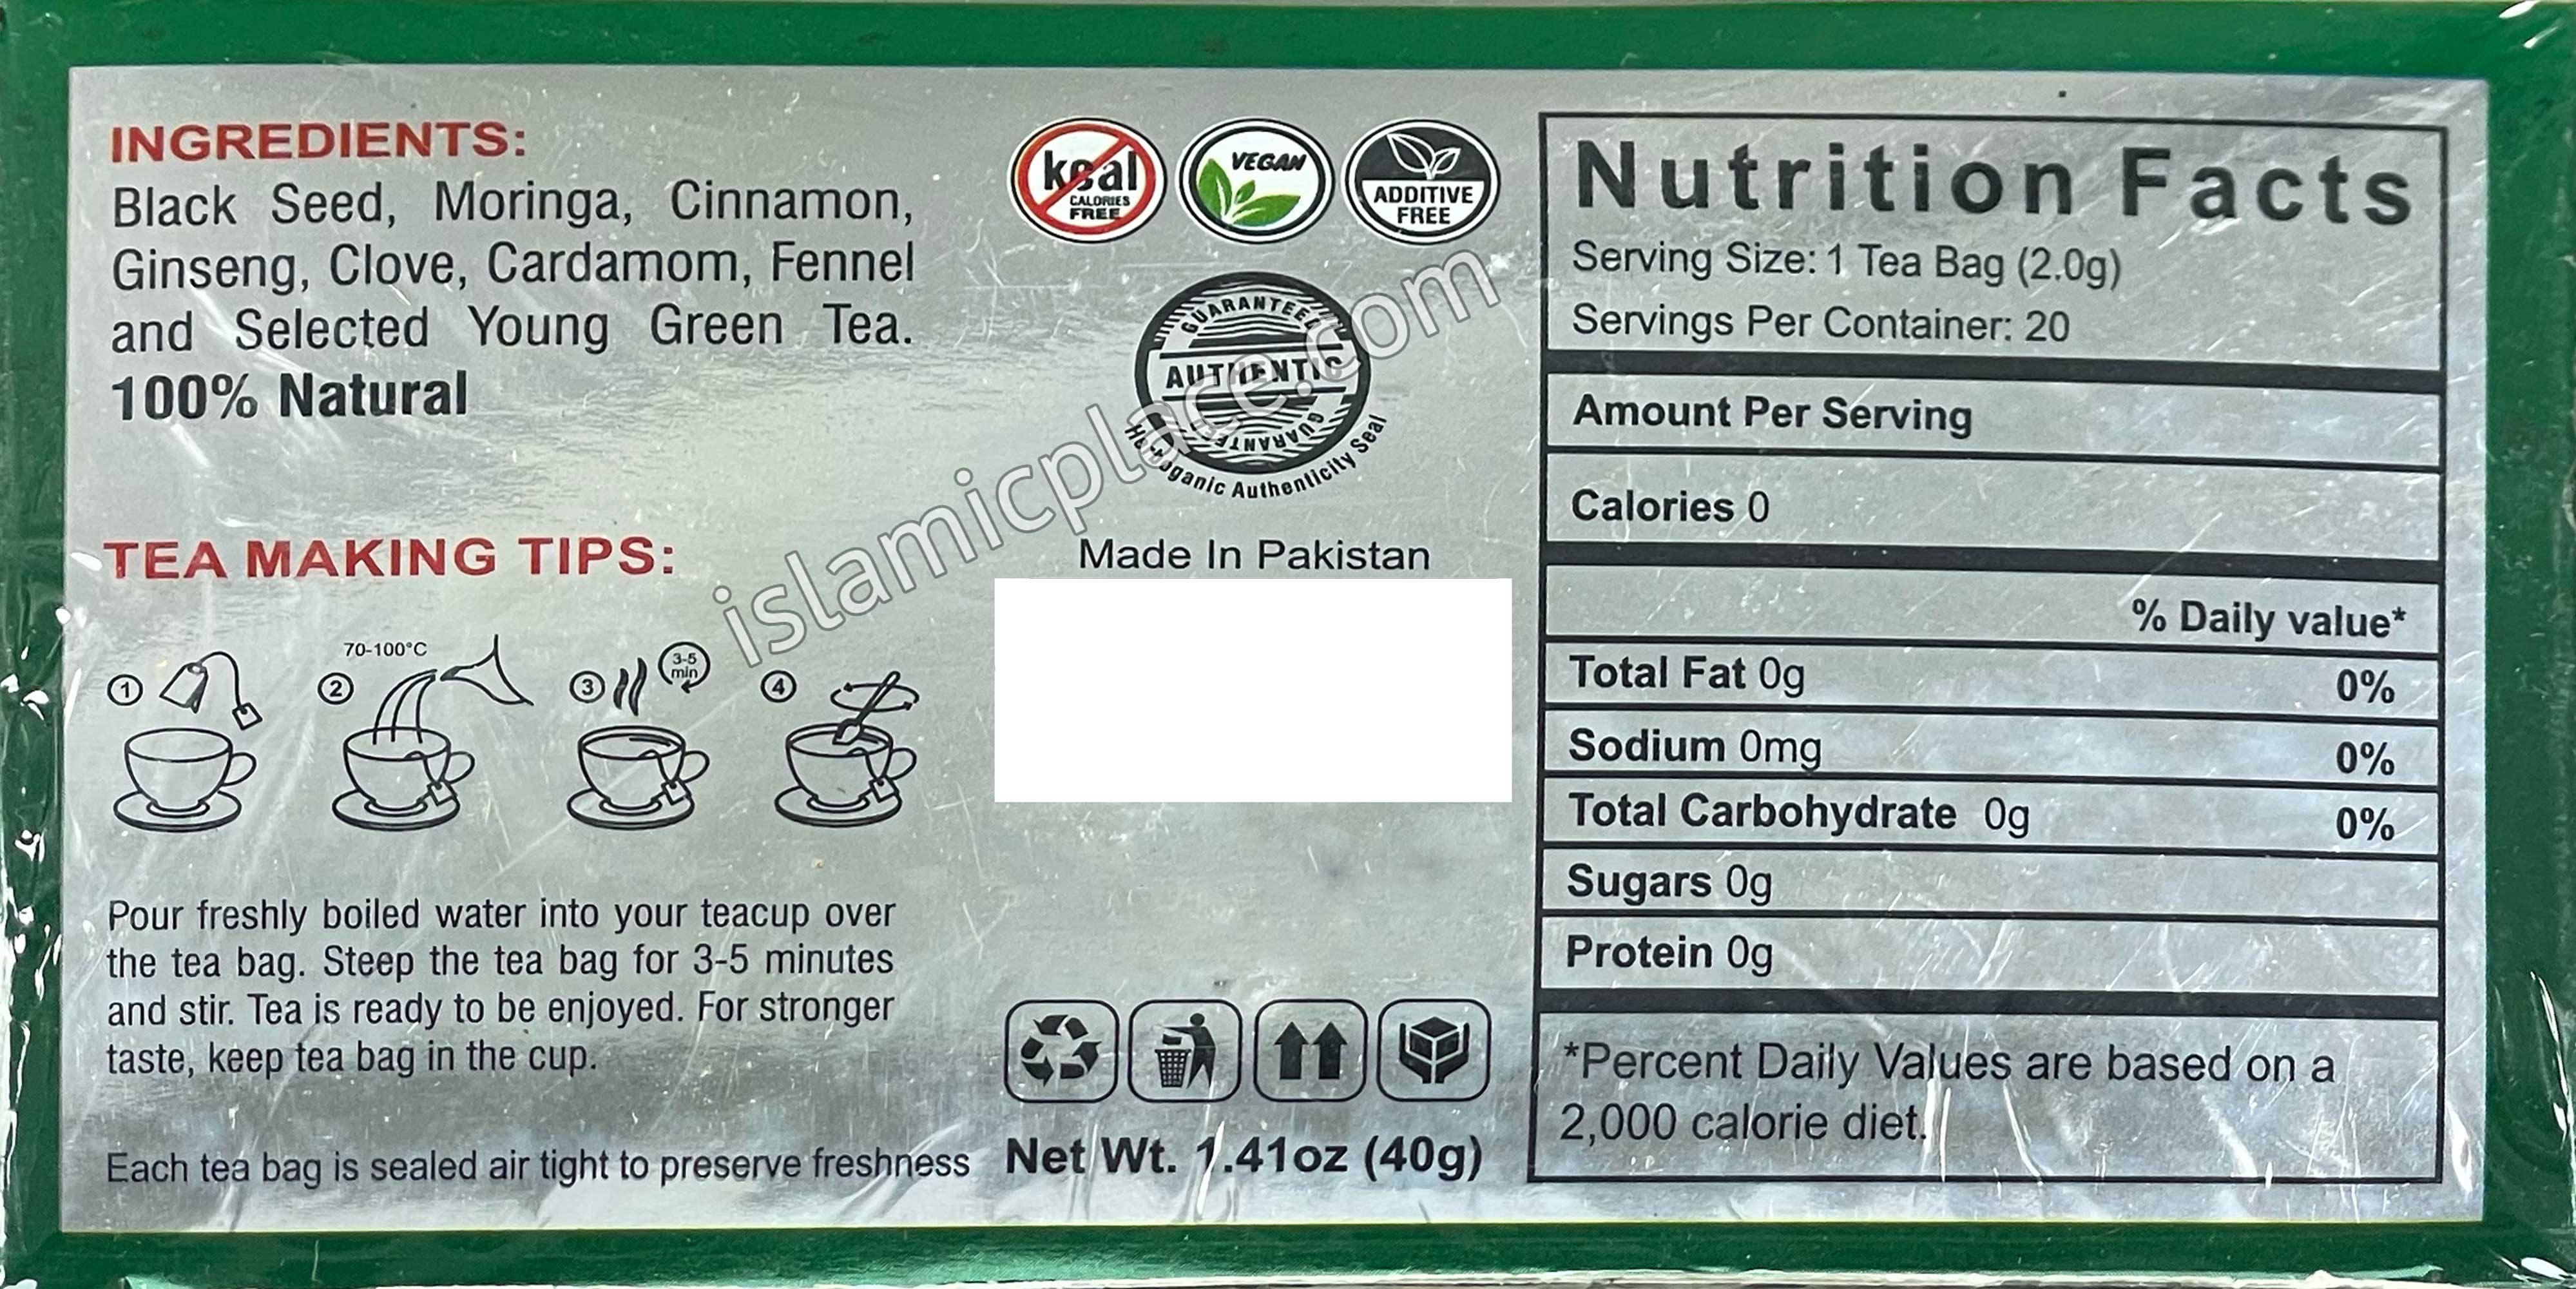 INGREDIENTS:
Black Seed, Moringa, Cinnamon,
Ginseng, Clove, Cardamom, Fennel
and Selected Young Green Tea.
100% Natural
TEA MAKING TIPS:
1
70-100°C
2
3
3-5
min
4
Pour freshly boiled water into your teacup over
the tea bag. Steep the tea bag for 3-5 minutes
and stir. Tea is ready to be enjoyed. For stronger
taste, keep tea bag in the cup.
Each tea bag is sealed air tight to preserve freshness
kcal
CALORIES
FREE
VEGAN
ADDITIVE
FREE
GUARANTEED
AUTHENTIC
Authenticity Seal
islamicplace.com
Made In Pakistan
Net Wt. 1.41oz (40g)
Nutrition Facts
Serving Size: 1 Tea Bag (2.0g)
Servings Per Container: 20
Amount Per Serving
Calories 0
% Daily value*
Total Fat 0g 0%
Sodium 0mg 0%
Total Carbohydrate 0g 0%
Sugars 0g
Protein 0g
*Percent Daily Values are based on a
2,000 calorie diet.